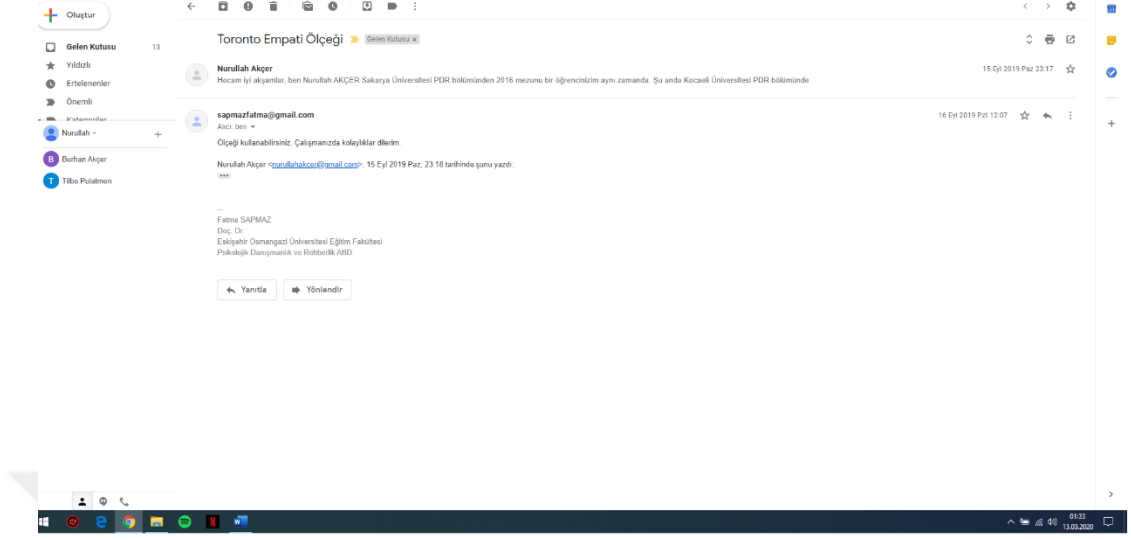 Oluştur
Gelen Kutusu 13
Yıldızlı
Ertelenenler
Önemli
Kategoriler
Nurullah
Burhan Akçer
Tilbe Pulatmen
Toronto Empati Ölçeği Gelen Kutusu x
Nurullah Akçer 15 Eyl 2019 Paz 23:17
Hocam iyi akşamlar, ben Nurullah AKÇER Sakarya Üniversitesi PDR bölümünden 2016 mezunu bir öğrencinizim aynı zamanda. Şu anda Kocaeli Üniversitesi PDR bölümünde
sapmazfatma@gmail.com 16 Eyl 2019 Pzt 12:07
Alıcı: ben
Ölçeği kullanabilirsiniz. Çalışmanızda kolaylıklar dilerim.
Nurullah Akçer <nurullahakcer@gmail.com>, 15 Eyl 2019 Paz, 23:18 tarihinde şunu yazdı:
--
Fatma SAPMAZ
Doç. Dr.
Eskişehir Osmangazi Üniversitesi Eğitim Fakültesi
Psikolojik Danışmanlık ve Rehberlik ABD
Yanıtla Yönlendir
01:33
13.03.2020